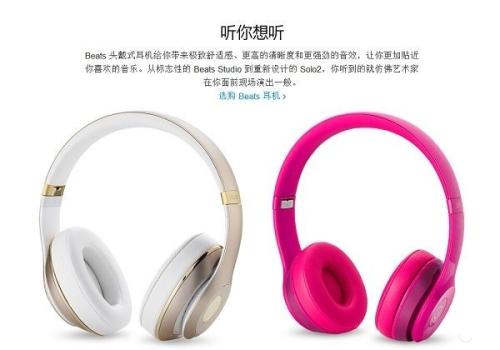 听你想听
Beats 头戴式耳机给你带来极致舒适感、更高的清晰度和更强劲的音效，让你更加贴近
你喜欢的音乐。从标志性的 Beats Studio 到重新设计的 Solo2，你听到的就仿佛艺术家
在你面前现场演出一般。
选购 Beats 耳机 ›